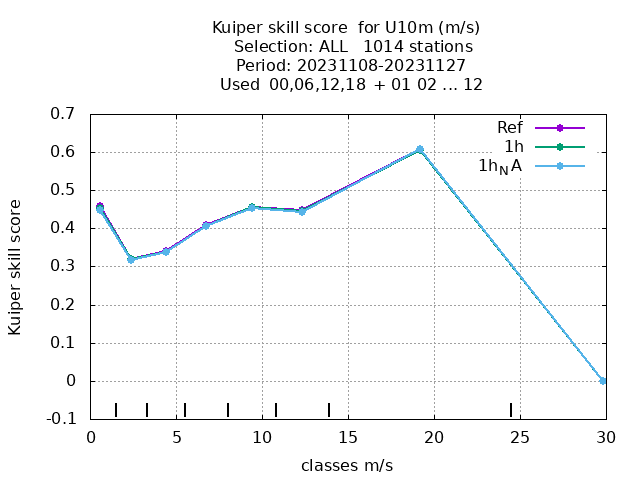 Kuiper skill score  for U10m (m/s)
Selection: ALL   1014 stations
Period: 20231108-20231127
Used  00,06,12,18  + 01 02 ... 12
Ref
1h
1hNA
Kuiper skill score
0.7
0.6
0.5
0.4
0.3
0.2
0.1
0
-0.1
0 5 10 15 20 25 30
classes m/s